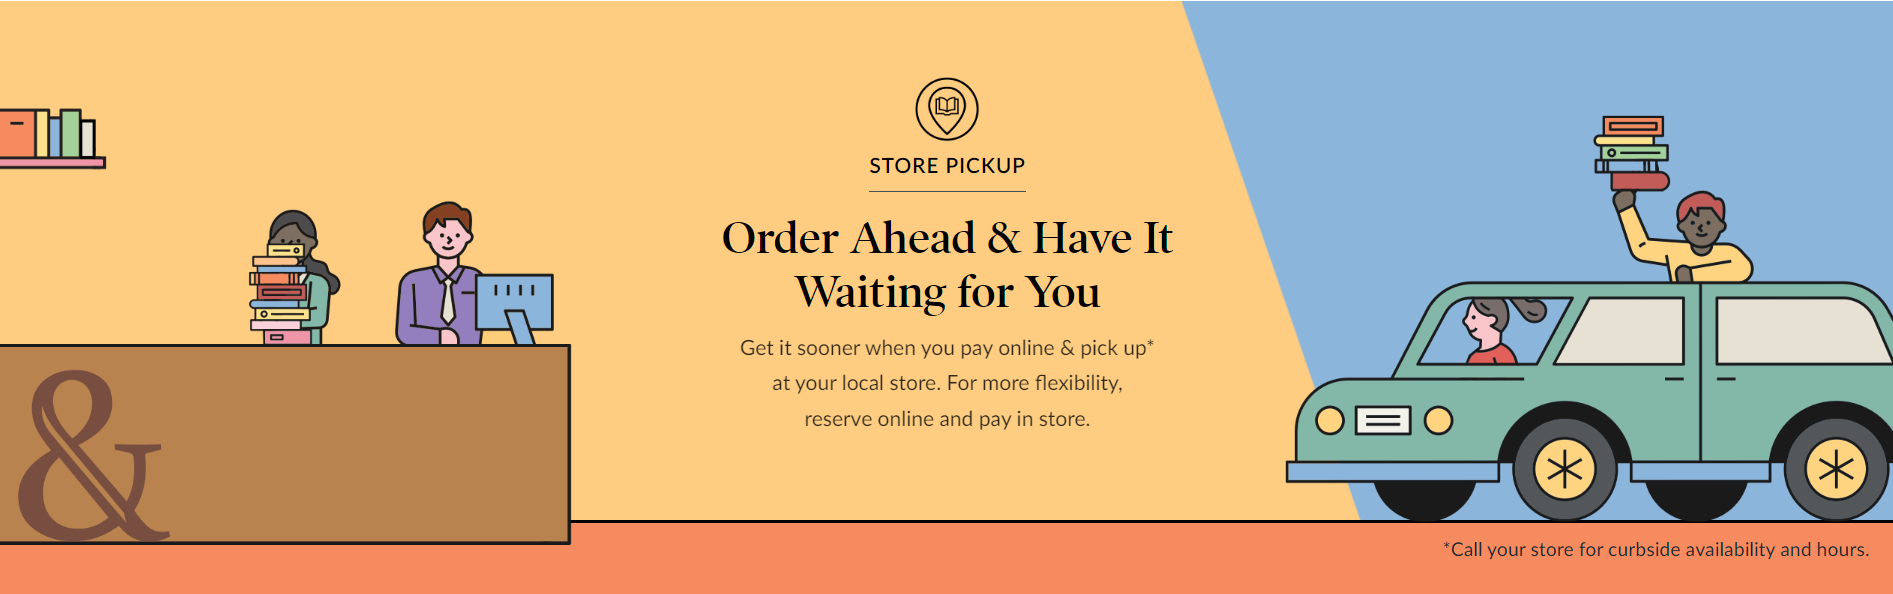 STORE PICKUP
Order Ahead & Have It
Waiting for You
Get it sooner when you pay online & pick up*
at your local store. For more flexibility,
reserve online and pay in store.
&
*Call your store for curbside availability and hours.